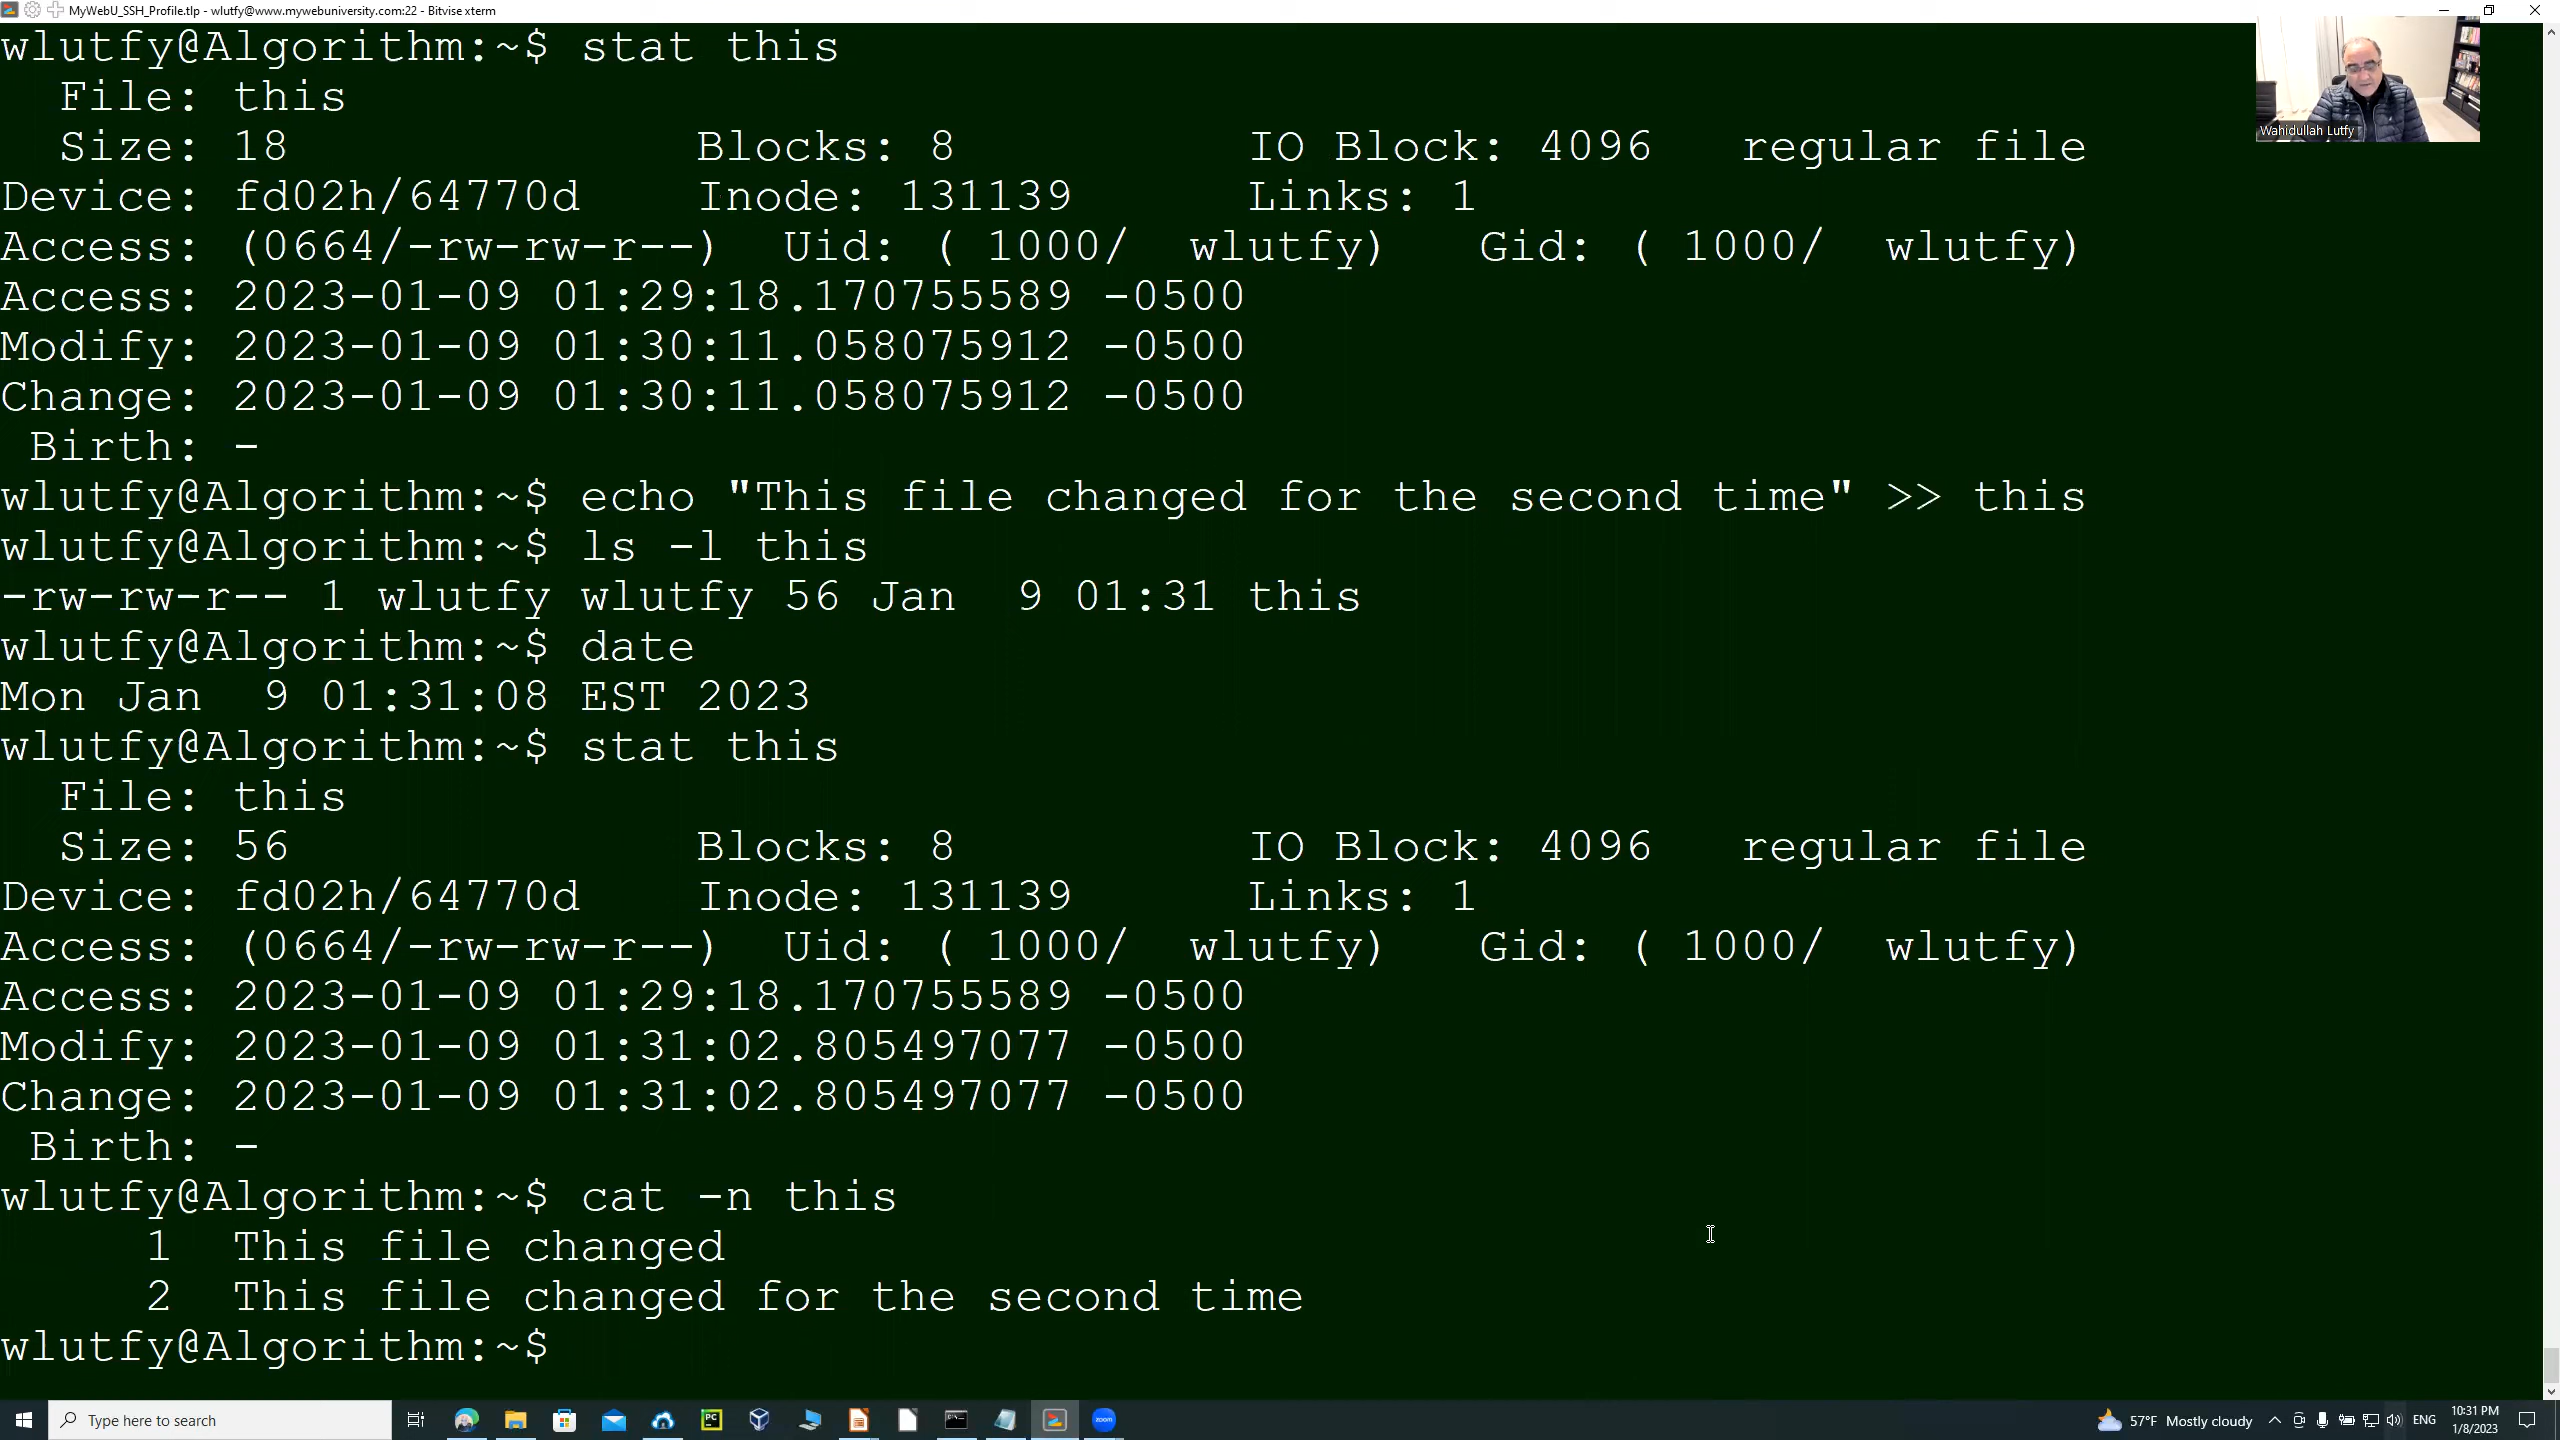 MyWebU_SSH_Profile.tlp - wlutfy@www.mywebuniversity.com:22 - Bitvise xterm
wlutfy@Algorithm:~$ stat this
  File: this
  Size: 18              Blocks: 8          IO Block: 4096   regular file
Device: fd02h/64770d    Inode: 131139      Links: 1
Access: (0664/-rw-rw-r--)  Uid: ( 1000/  wlutfy)   Gid: ( 1000/  wlutfy)
Access: 2023-01-09 01:29:18.170755589 -0500
Modify: 2023-01-09 01:30:11.058075912 -0500
Change: 2023-01-09 01:30:11.058075912 -0500
 Birth: -
wlutfy@Algorithm:~$ echo "This file changed for the second time" >> this
wlutfy@Algorithm:~$ ls -l this
-rw-rw-r-- 1 wlutfy wlutfy 56 Jan  9 01:31 this
wlutfy@Algorithm:~$ date
Mon Jan  9 01:31:08 EST 2023
wlutfy@Algorithm:~$ stat this
  File: this
  Size: 56              Blocks: 8          IO Block: 4096   regular file
Device: fd02h/64770d    Inode: 131139      Links: 1
Access: (0664/-rw-rw-r--)  Uid: ( 1000/  wlutfy)   Gid: ( 1000/  wlutfy)
Access: 2023-01-09 01:29:18.170755589 -0500
Modify: 2023-01-09 01:31:02.805497077 -0500
Change: 2023-01-09 01:31:02.805497077 -0500
 Birth: -
wlutfy@Algorithm:~$ cat -n this
     1  This file changed
     2  This file changed for the second time
wlutfy@Algorithm:~$
Wahidullah Lutfy
Type here to search
PC
zoom
57°F Mostly cloudy
ENG
10:31 PM
1/8/2023